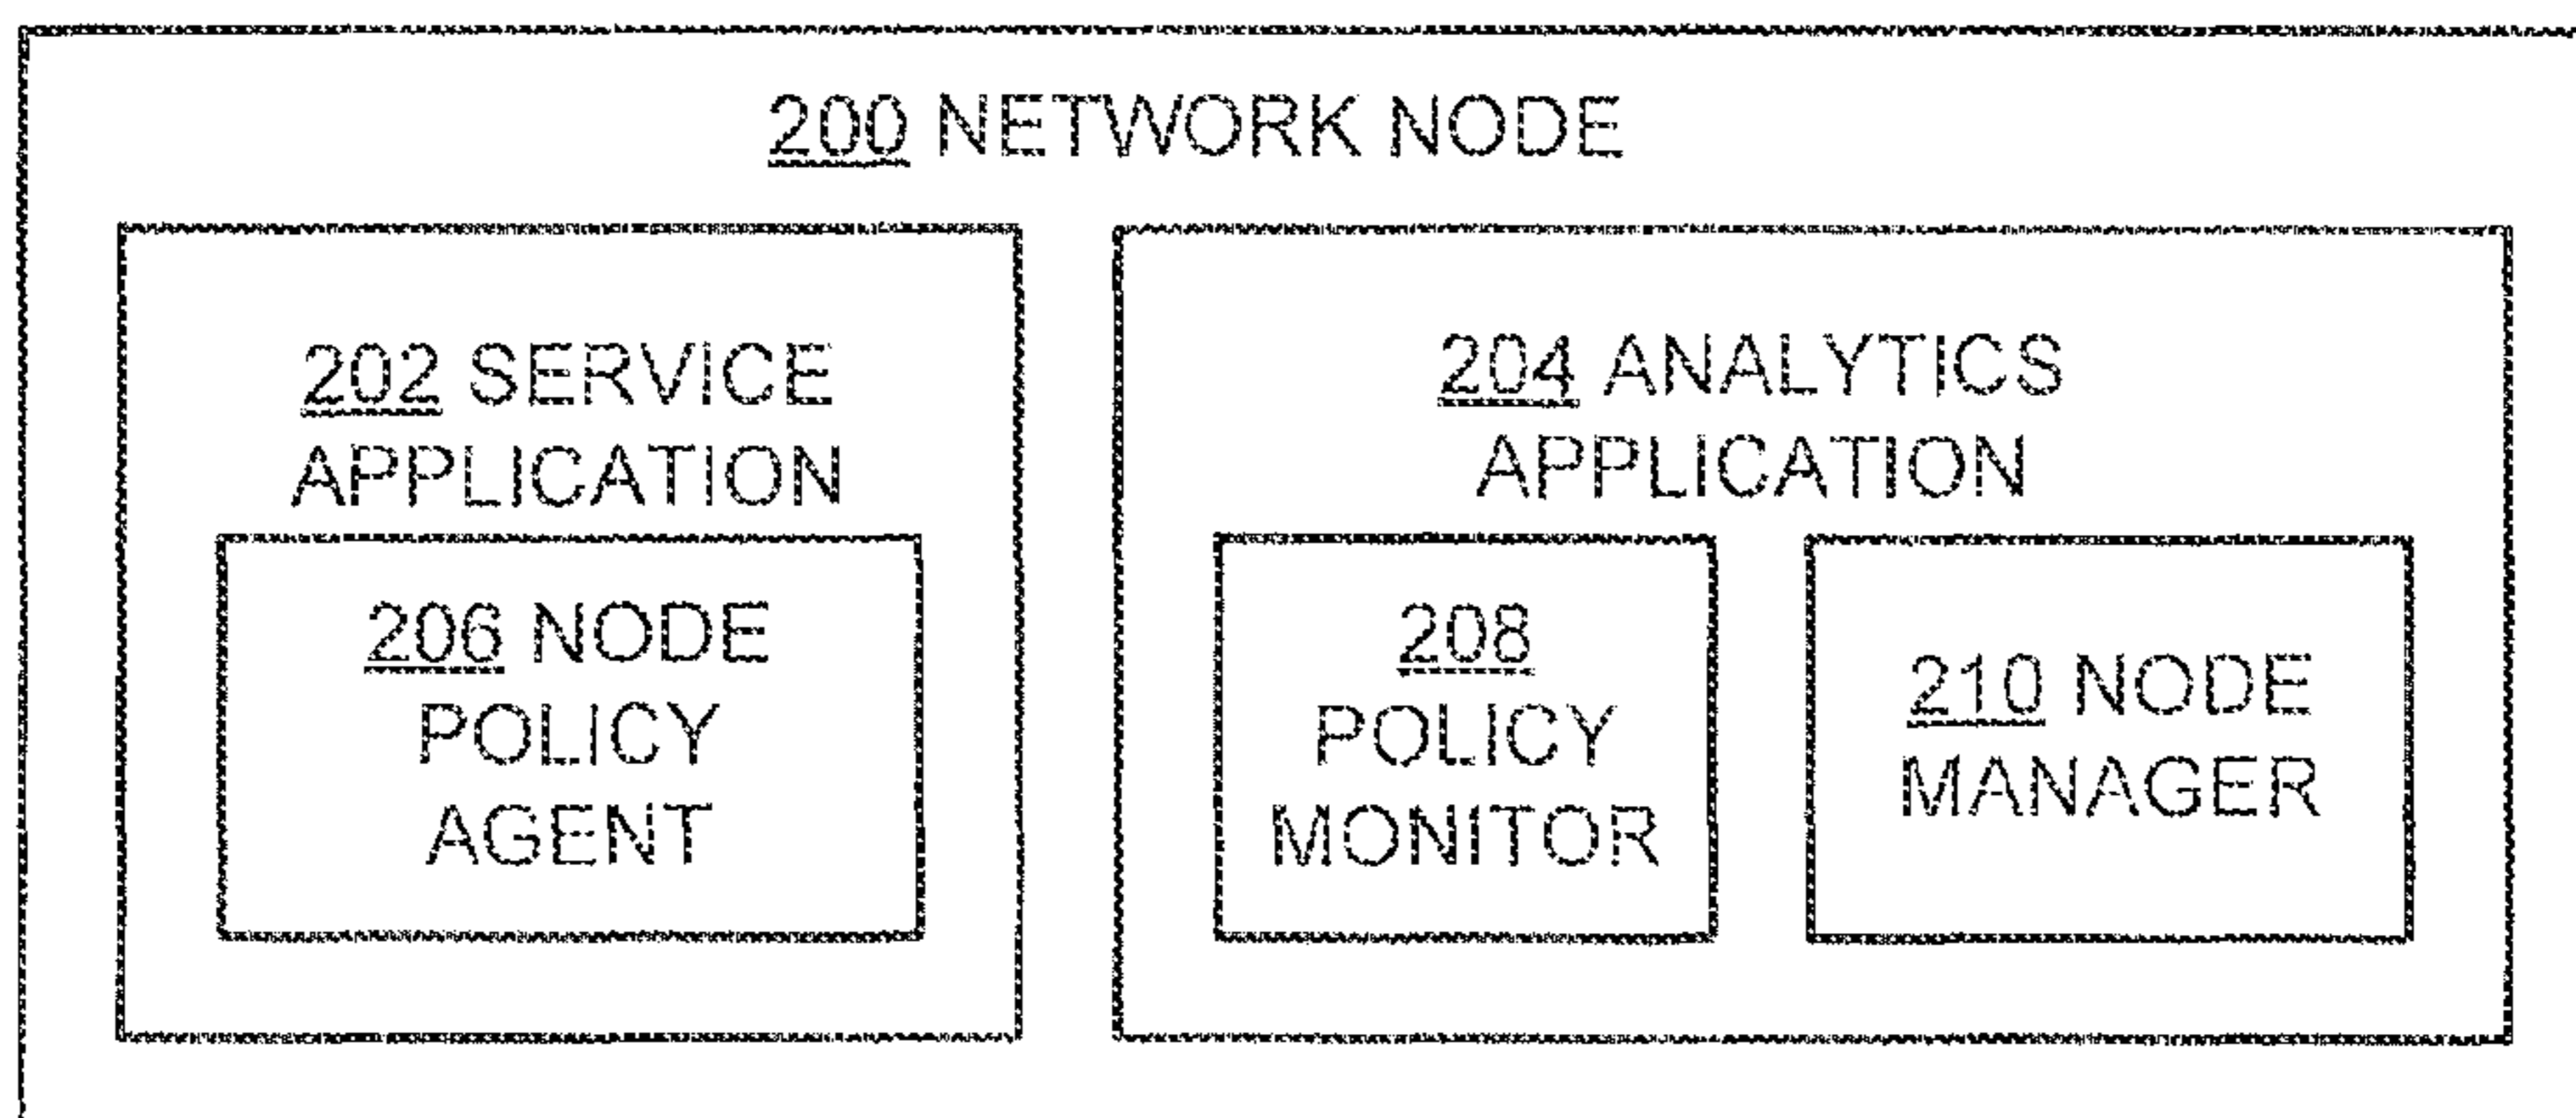 200 NETWORK NODE
202 SERVICE
APPLICATION
206 NODE
POLICY
AGENT
204 ANALYTICS
APPLICATION
208
POLICY
MONITOR
210 NODE
MANAGER